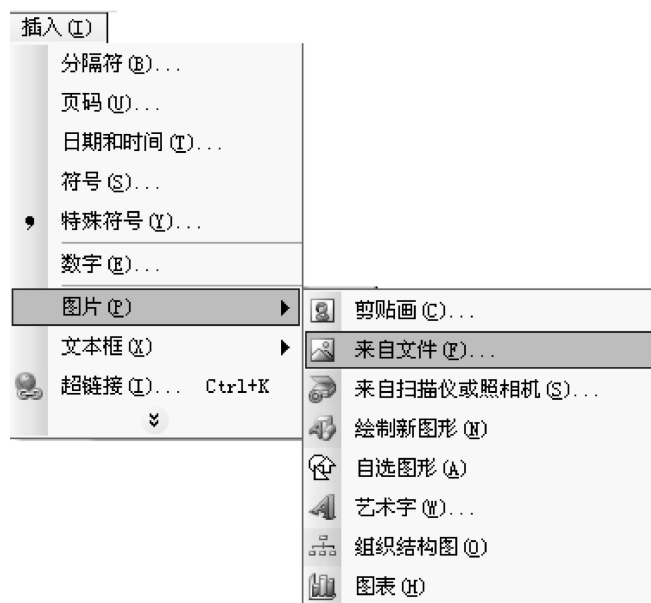 插入(I)
分隔符(B)...
页码(U)...
日期和时间(T)...
符号(S)...
特殊符号(Y)...
数字(E)...
图片(P)
文本框(X)
超链接(I)... Ctrl+K
剪贴画(C)...
来自文件(F)...
来自扫描仪或照相机(S)...
绘制新图形(N)
自选图形(A)
艺术字(W)...
组织结构图(O)
图表(H)